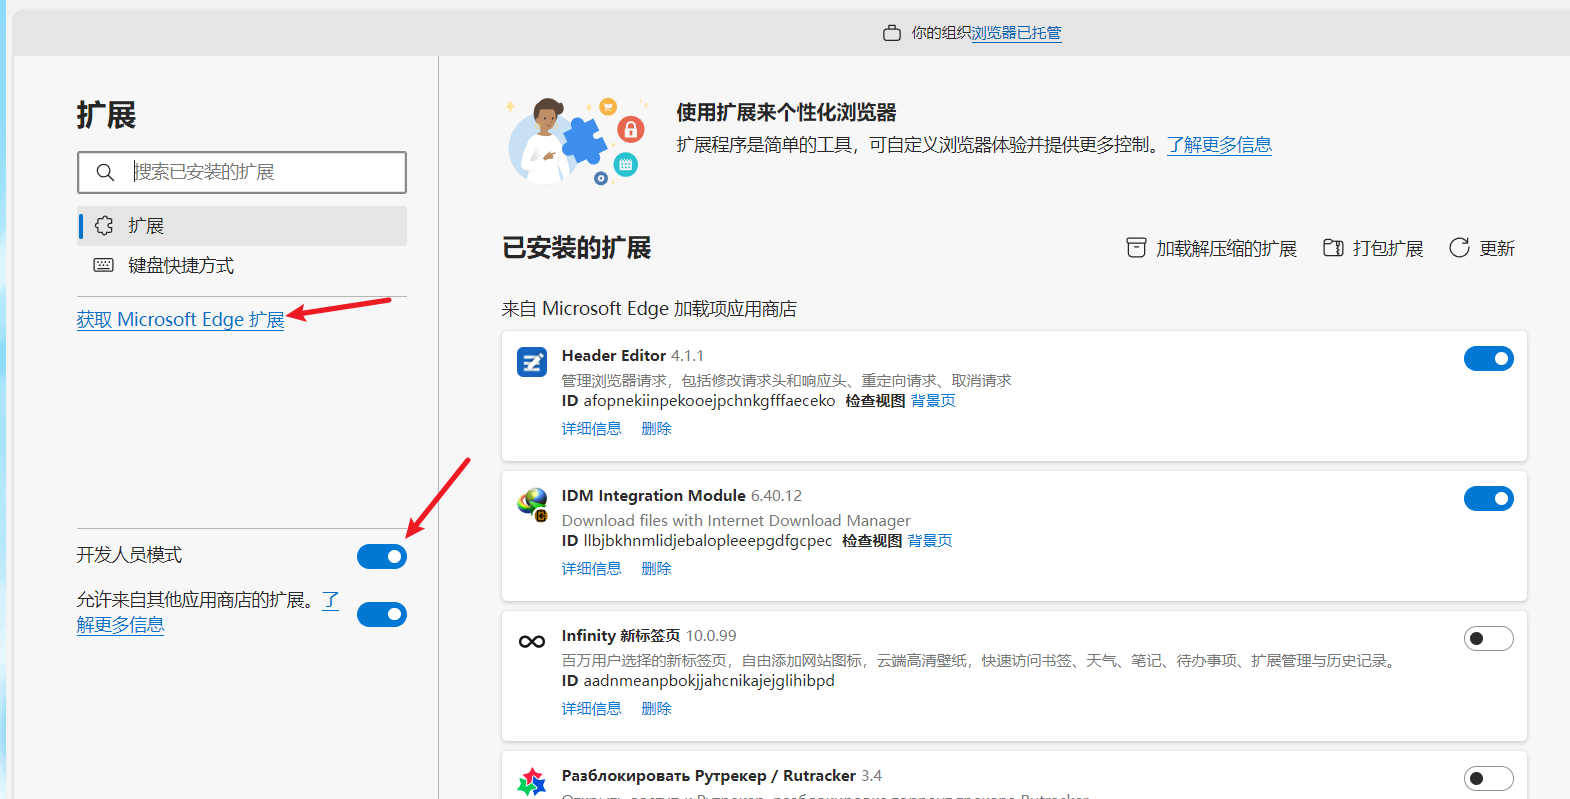 你的组织浏览器已托管
扩展
搜索已安装的扩展
扩展
键盘快捷方式
获取 Microsoft Edge 扩展
开发人员模式
允许来自其他应用商店的扩展。了
解更多信息
使用扩展来个性化浏览器
扩展程序是简单的工具，可自定义浏览器体验并提供更多控制。了解更多信息
已安装的扩展
加载解压缩的扩展 打包扩展 更新
来自 Microsoft Edge 加载项应用商店
Header Editor 4.1.1
管理浏览器请求，包括修改请求头和响应头、重定向请求、取消请求
ID afopnekiinpekooejpchnkgfffaeceko 检查视图 背景页
详细信息 删除
IDM Integration Module 6.40.12
Download files with Internet Download Manager
ID llbjbkhnmlidjebalopleeepgdfgcpec 检查视图 背景页
详细信息 删除
Infinity 新标签页 10.0.99
百万用户选择的新标签页，自由添加网站图标，云端高清壁纸，快速访问书签、天气、笔记、待办事项、扩展管理与历史记录。
ID aadnmeanpbokjjahcnikajejglihibpd
详细信息 删除
Разблокировать Рутрекер / Rutracker 3.4